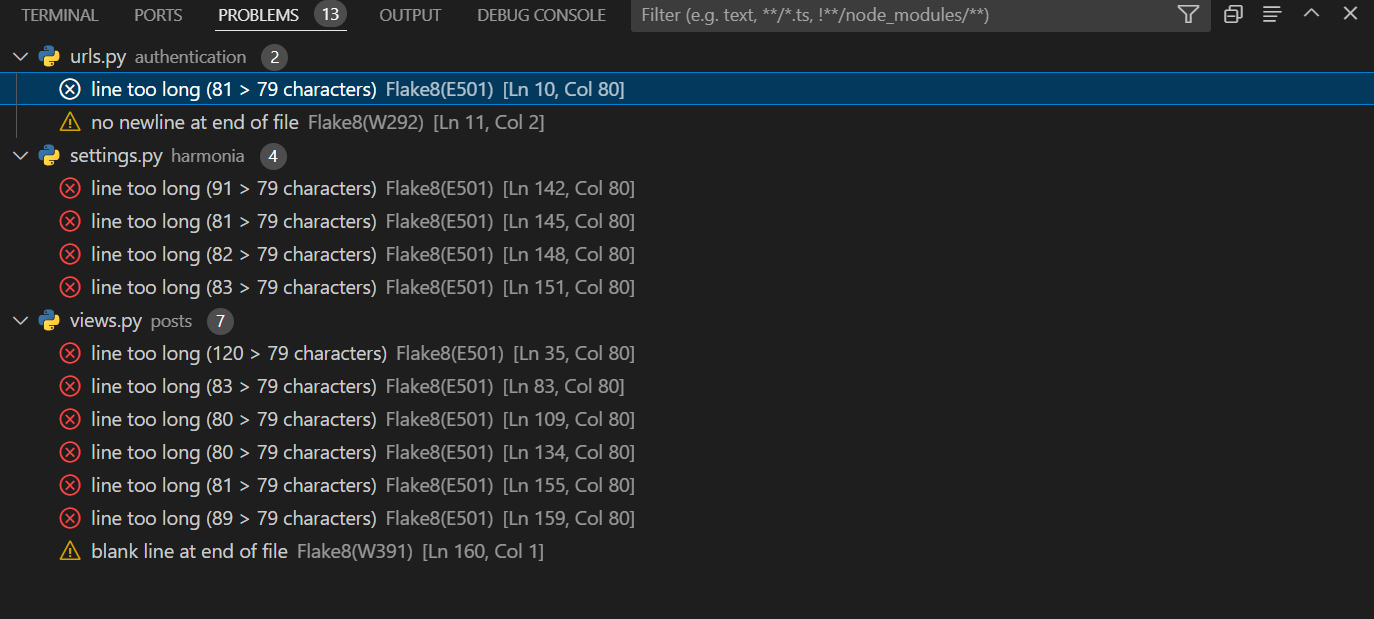 TERMINAL PORTS PROBLEMS 13 OUTPUT DEBUG CONSOLE Filter (e.g. text, **/*.ts, !**/node_modules/**)
urls.py authentication 2
line too long (81 > 79 characters) Flake8(E501) [Ln 10, Col 80]
no newline at end of file Flake8(W292) [Ln 11, Col 2]
settings.py harmonia 4
line too long (91 > 79 characters) Flake8(E501) [Ln 142, Col 80]
line too long (81 > 79 characters) Flake8(E501) [Ln 145, Col 80]
line too long (82 > 79 characters) Flake8(E501) [Ln 148, Col 80]
line too long (83 > 79 characters) Flake8(E501) [Ln 151, Col 80]
views.py posts 7
line too long (120 > 79 characters) Flake8(E501) [Ln 35, Col 80]
line too long (83 > 79 characters) Flake8(E501) [Ln 83, Col 80]
line too long (80 > 79 characters) Flake8(E501) [Ln 109, Col 80]
line too long (80 > 79 characters) Flake8(E501) [Ln 134, Col 80]
line too long (81 > 79 characters) Flake8(E501) [Ln 155, Col 80]
line too long (89 > 79 characters) Flake8(E501) [Ln 159, Col 80]
blank line at end of file Flake8(W391) [Ln 160, Col 1]